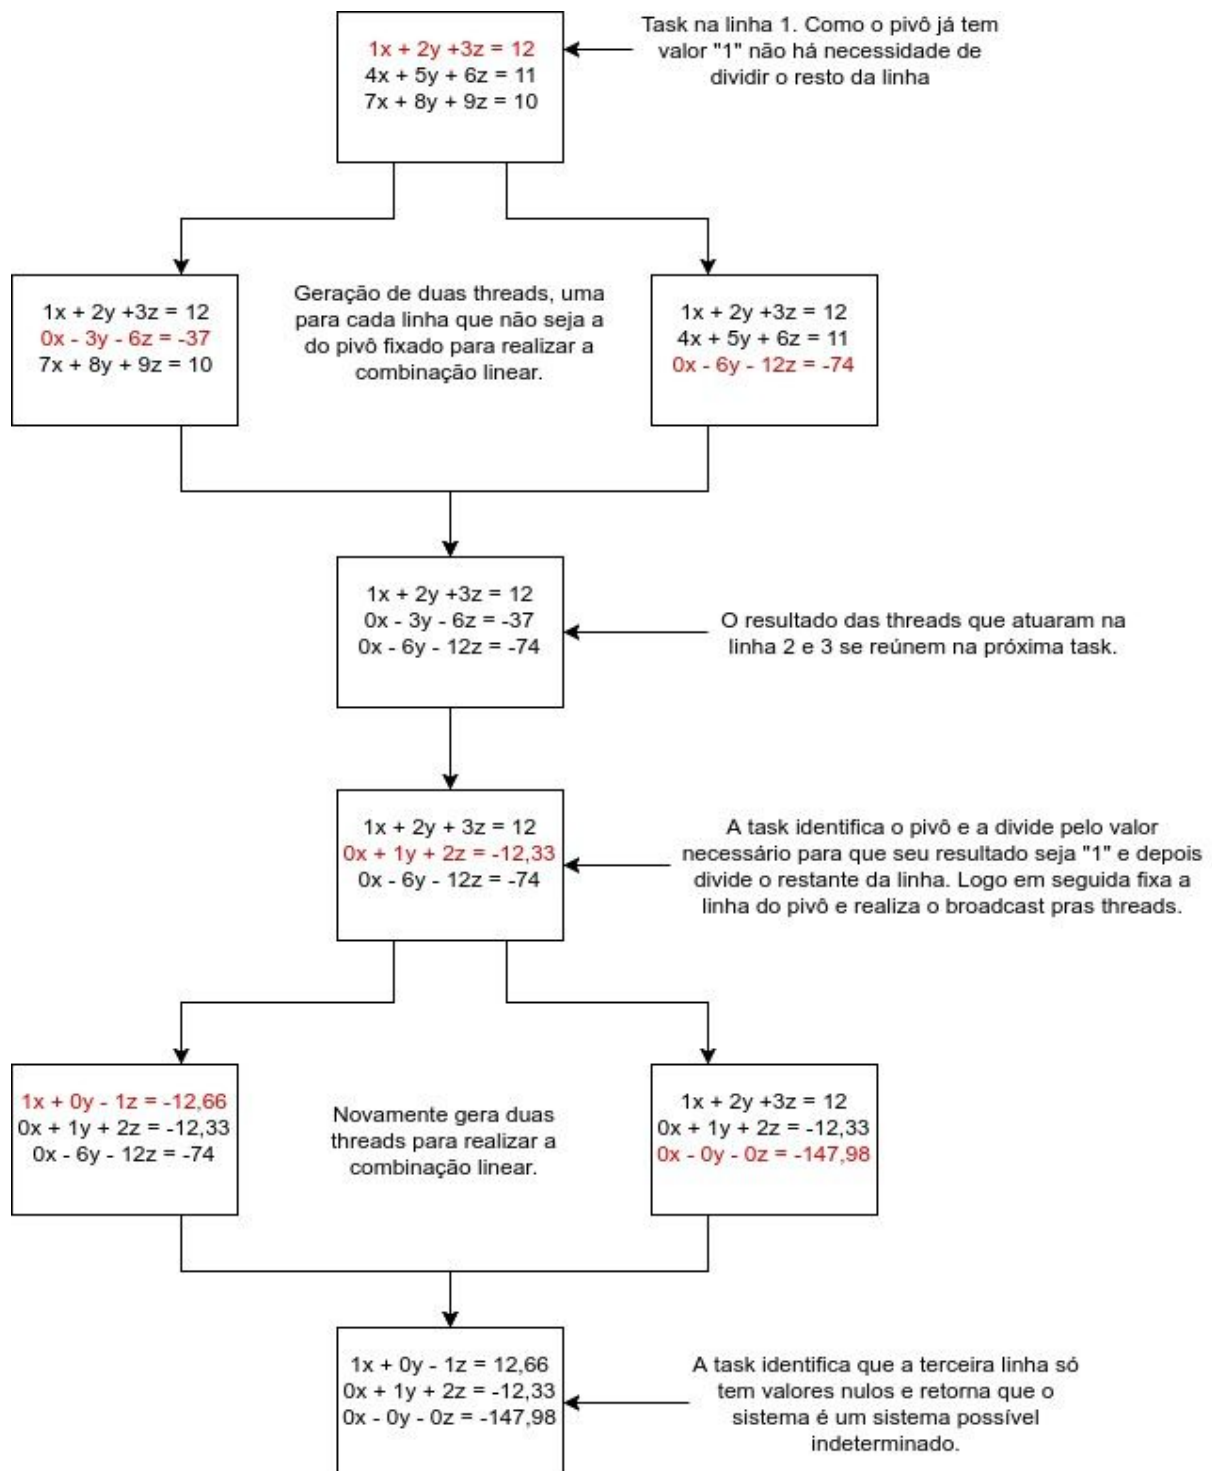 1x + 2y +3z = 12
4x + 5y + 6z = 11
7x + 8y + 9z = 10
Task na linha 1. Como o pivô já tem
valor "1" não há necessidade de
dividir o resto da linha
1x + 2y +3z = 12
0x - 3y - 6z = -37
7x + 8y + 9z = 10
Geração de duas threads, uma
para cada linha que não seja a
do pivô fixado para realizar a
combinação linear.
1x + 2y +3z = 12
4x + 5y + 6z = 11
0x - 6y - 12z = -74
1x + 2y +3z = 12
0x - 3y - 6z = -37
0x - 6y - 12z = -74
O resultado das threads que atuaram na
linha 2 e 3 se reúnem na próxima task.
1x + 2y + 3z = 12
0x + 1y + 2z = -12,33
0x - 6y - 12z = -74
A task identifica o pivô e a divide pelo valor
necessário para que seu resultado seja "1" e depois
divide o restante da linha. Logo em seguida fixa a
linha do pivô e realiza o broadcast pras threads.
1x + 0y - 1z = -12,66
0x + 1y + 2z = -12,33
0x - 6y - 12z = -74
Novamente gera duas
threads para realizar a
combinação linear.
1x + 2y +3z = 12
0x + 1y + 2z = -12,33
0x - 0y - 0z = -147,98
1x + 0y - 1z = 12,66
0x + 1y + 2z = -12,33
0x - 0y - 0z = -147,98
A task identifica que a terceira linha só
tem valores nulos e retorna que o
sistema é um sistema possível
indeterminado.